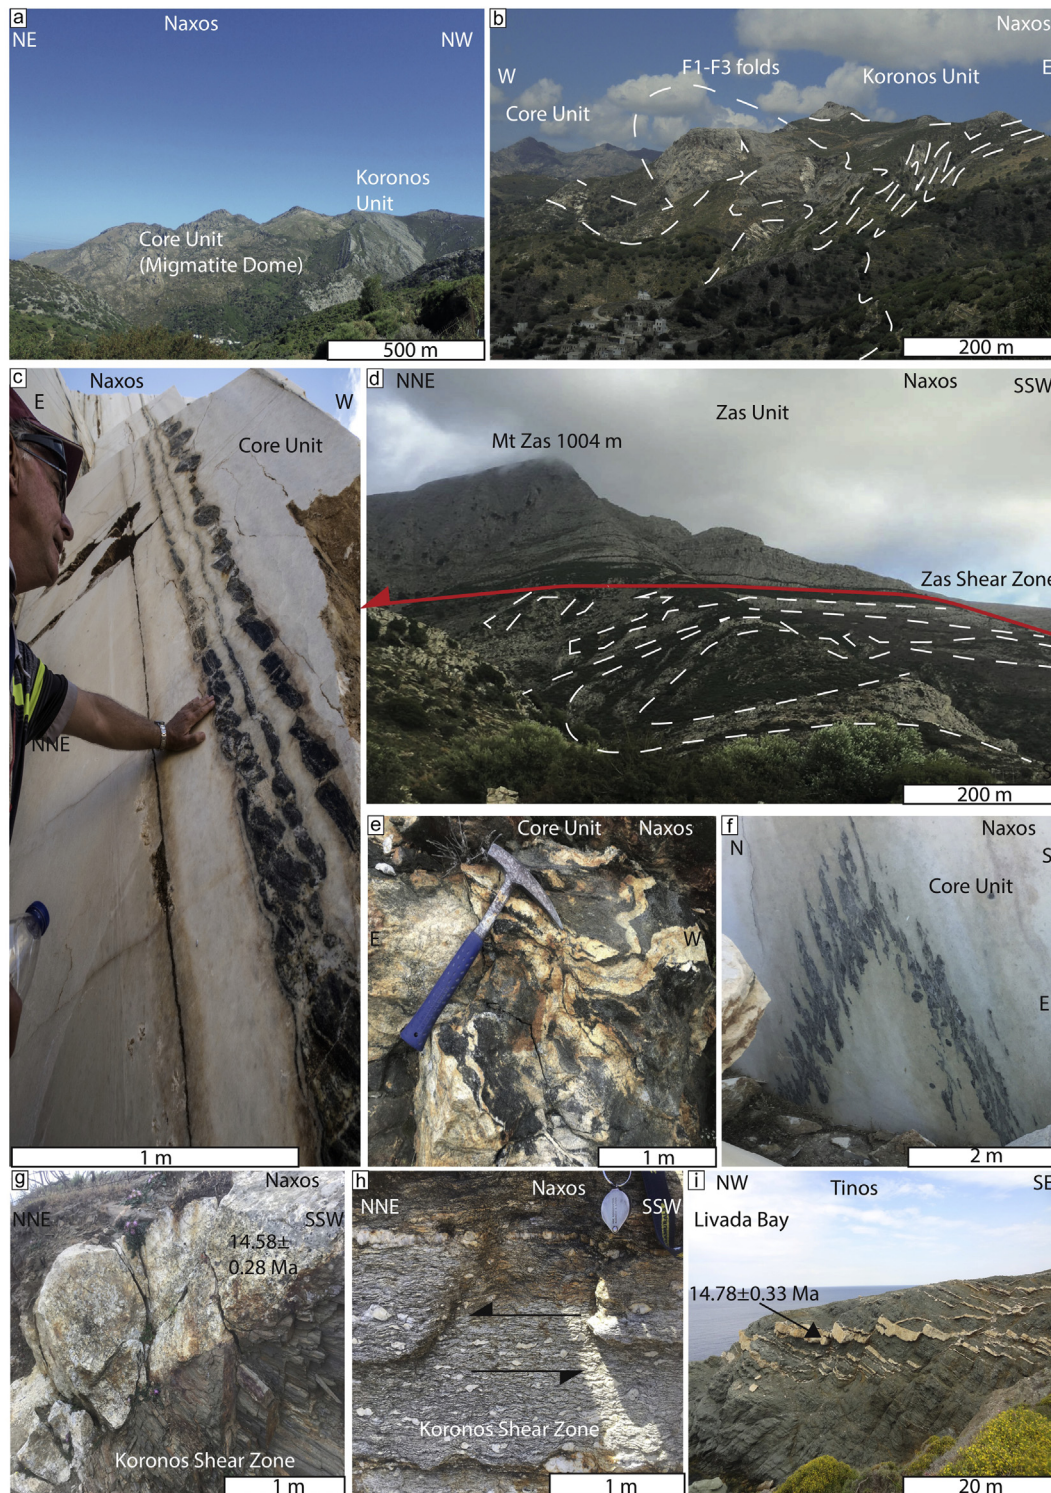 a
Naxos
NE
NW
Koronos
Unit
Core Unit
(Migmatite Dome)
500 m
b
Naxos
W
E
F1-F3 folds
Koronos Unit
Core Unit
200 m
c
Naxos
E
W
Core Unit
NNE
1 m
d
NNE
Naxos
SSW
Zas Unit
Mt Zas 1004 m
Zas Shear Zone
200 m
e
Core Unit
Naxos
E
W
1 m
f
Naxos
N
S
Core Unit
E
2 m
g
Naxos
NNE
SSW
14.58±
0.28 Ma
Koronos Shear Zone
1 m
h
Naxos
NNE
SSW
Koronos Shear Zone
1 m
i
NW
Tinos
SE
Livada Bay
14.78±0.33 Ma
20 m